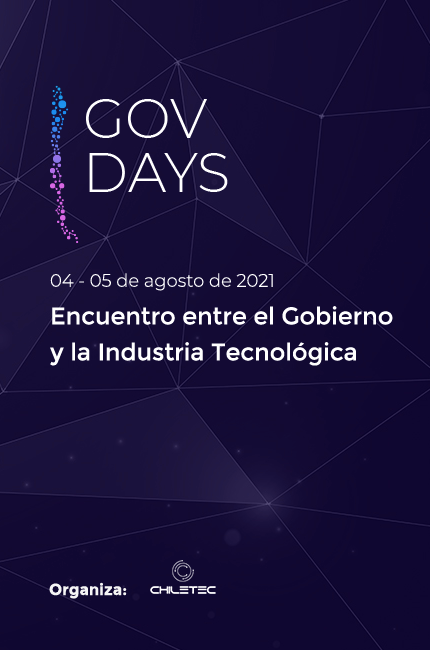 GOV
DAYS
04 - 05 de agosto de 2021
Encuentro entre el Gobierno
y la Industria Tecnológica
Organiza: CHILETEC